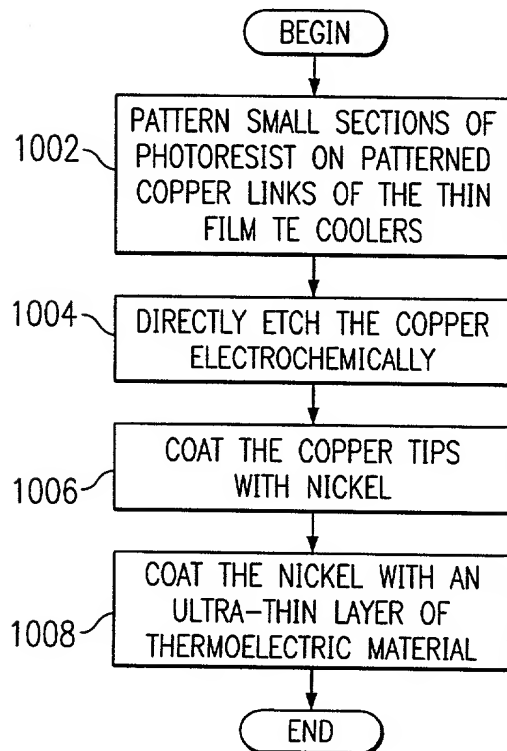 BEGIN
1002
PATTERN SMALL SECTIONS OF
PHOTORESIST ON PATTERNED
COPPER LINKS OF THE THIN
FILM TE COOLERS
1004
DIRECTLY ETCH THE COPPER
ELECTROCHEMICALLY
1006
COAT THE COPPER TIPS
WITH NICKEL
1008
COAT THE NICKEL WITH AN
ULTRA-THIN LAYER OF
THERMOELECTRIC MATERIAL
END